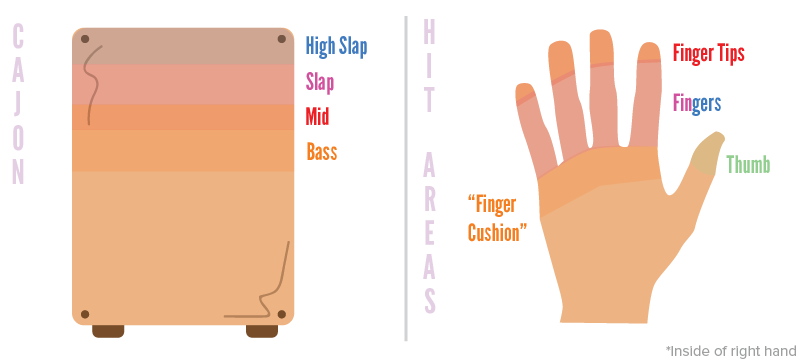 CAJON
High Slap
Slap
Mid
Bass
HIT AREAS
Finger Tips
Fingers
Thumb
“Finger
Cushion”
*Inside of right hand